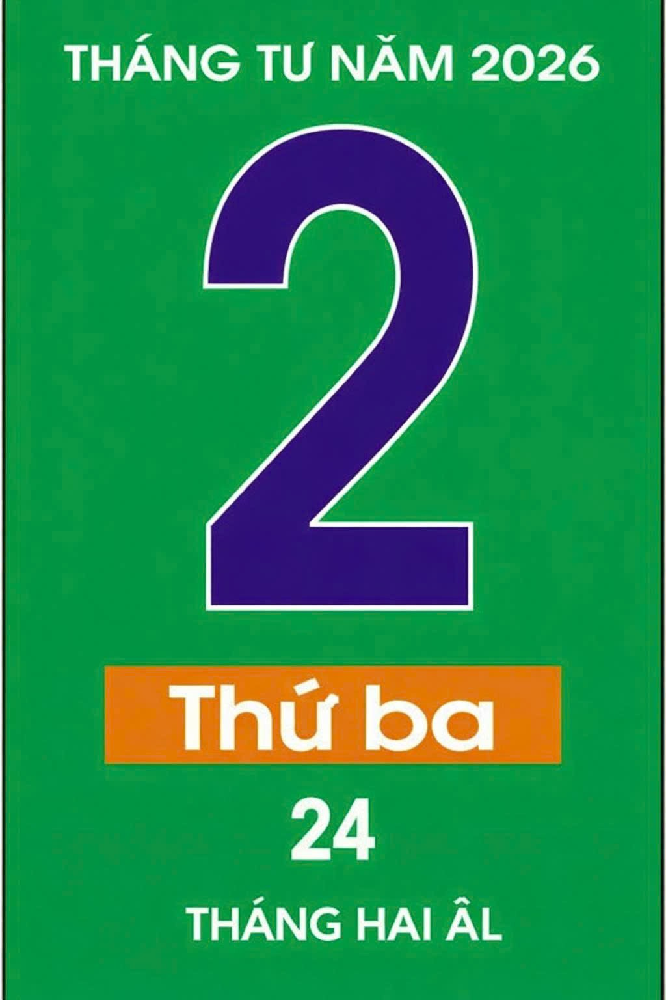 THÁNG TƯ NĂM 2026
2
Thứ ba
24
THÁNG HAI ÂL